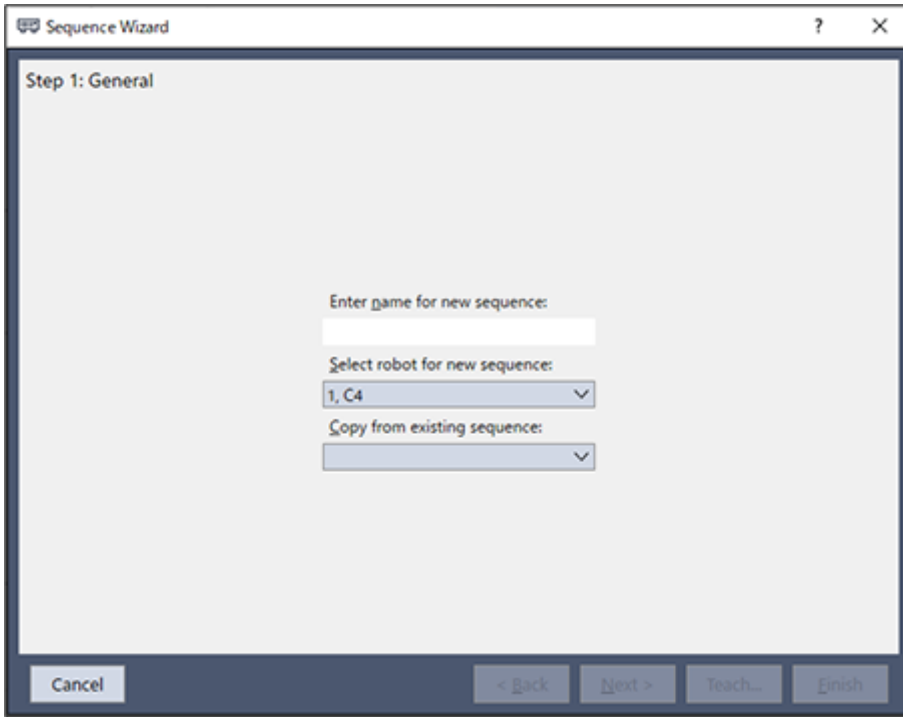 Sequence Wizard
?
Step 1: General
Enter name for new sequence:
Select robot for new sequence:
1, C4
Copy from existing sequence:
Cancel
< Back
Next >
Teach...
Finish